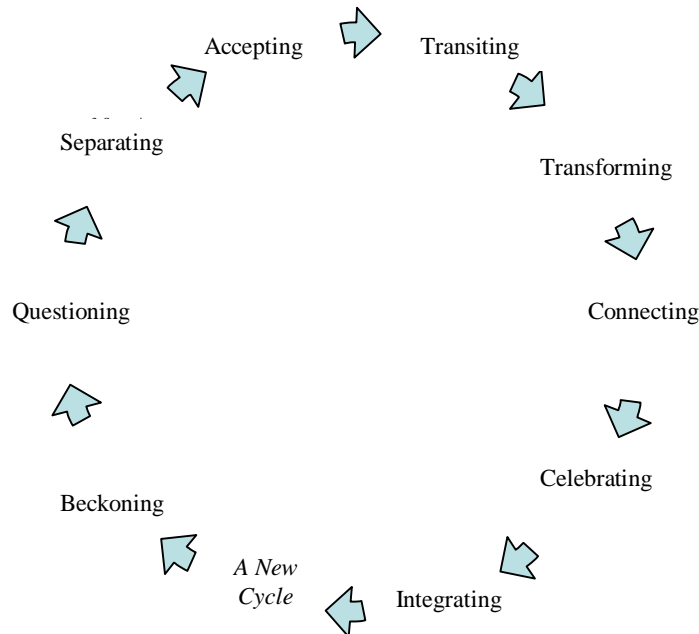 Accepting
Transiting
Separating
Transforming
Questioning
Connecting
Celebrating
Beckoning
A New
Cycle
Integrating